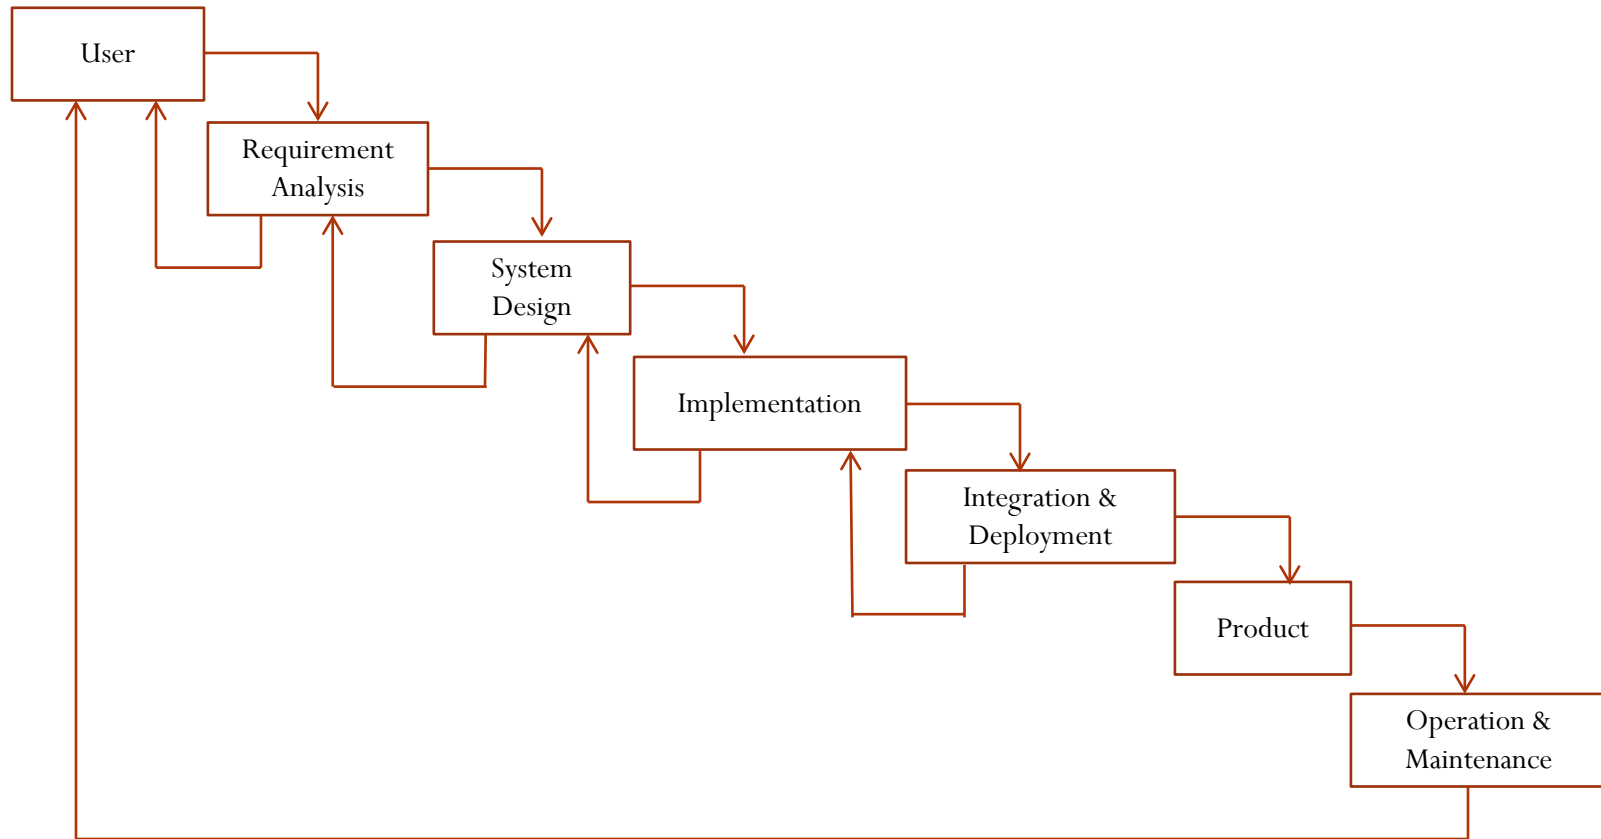 User
Requirement
Analysis
System
Design
Implementation
Integration &
Deployment
Product
Operation &
Maintenance